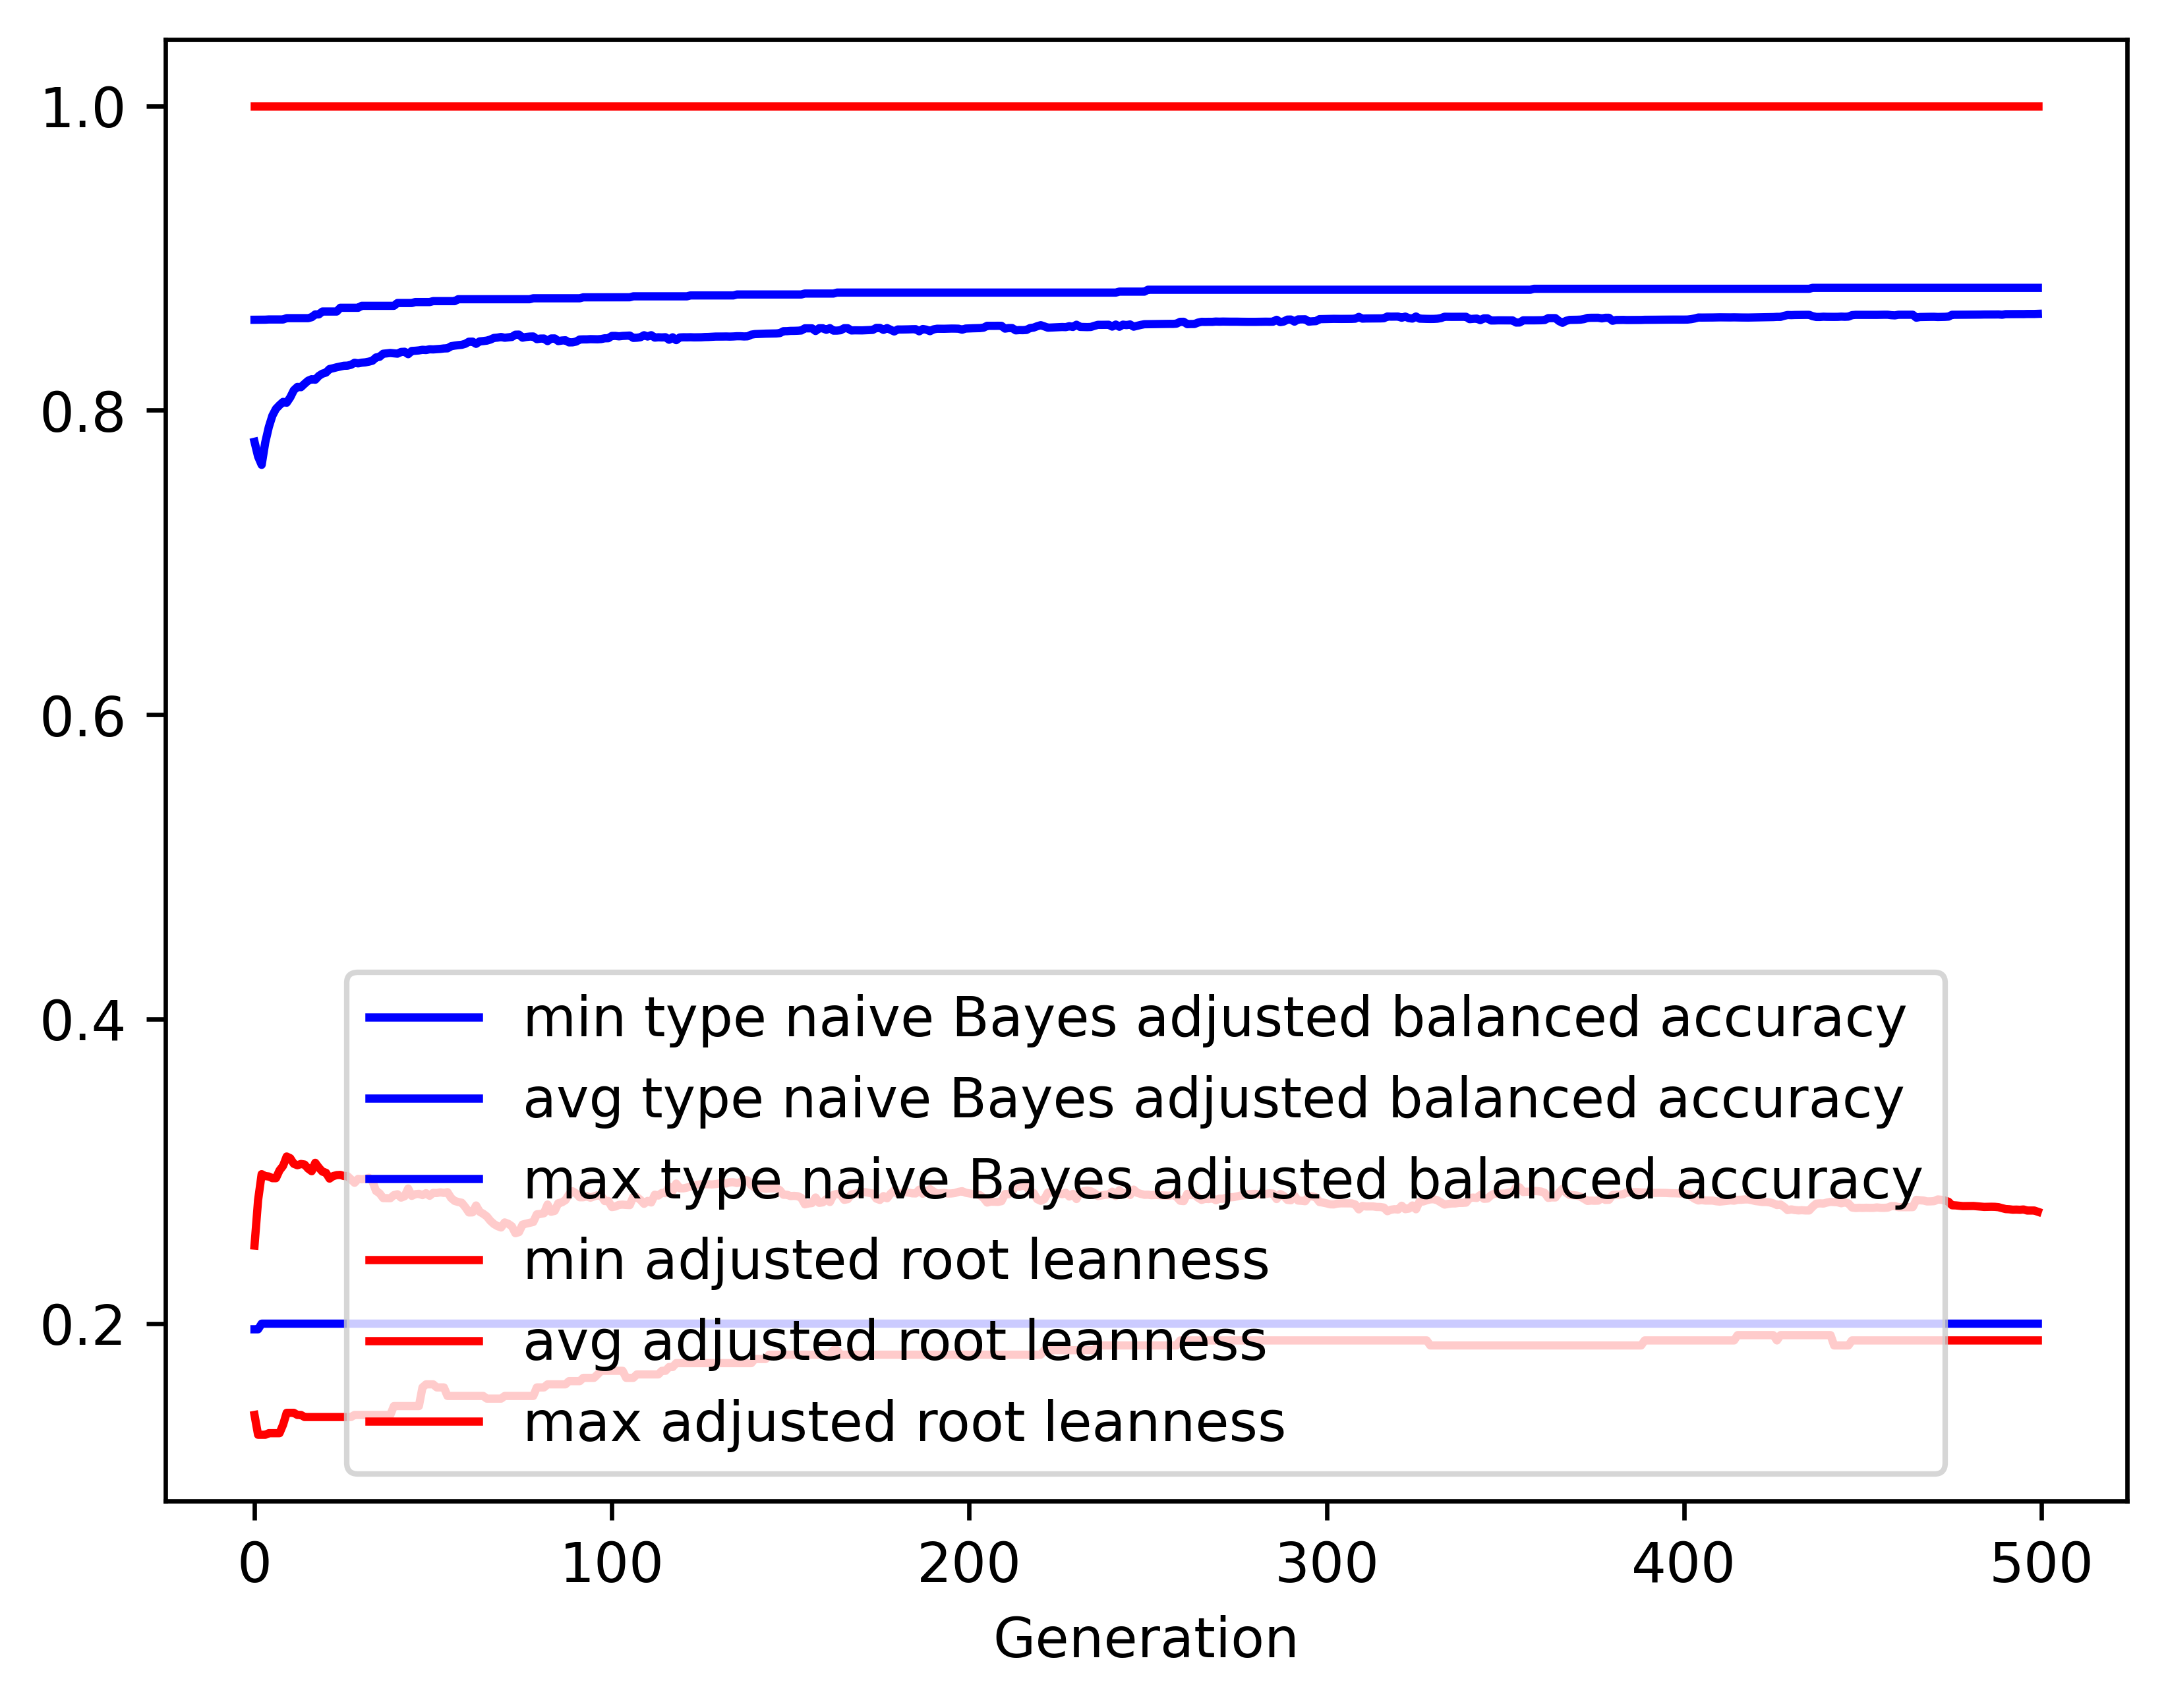 1.0
0.8
0.6
0.4
0.2
min type naive Bayes adjusted balanced accuracy
avg type naive Bayes adjusted balanced accuracy
max type naive Bayes adjusted balanced accuracy
min adjusted root leanness
avg adjusted root leanness
max adjusted root leanness
0 100 200 300 400 500
Generation